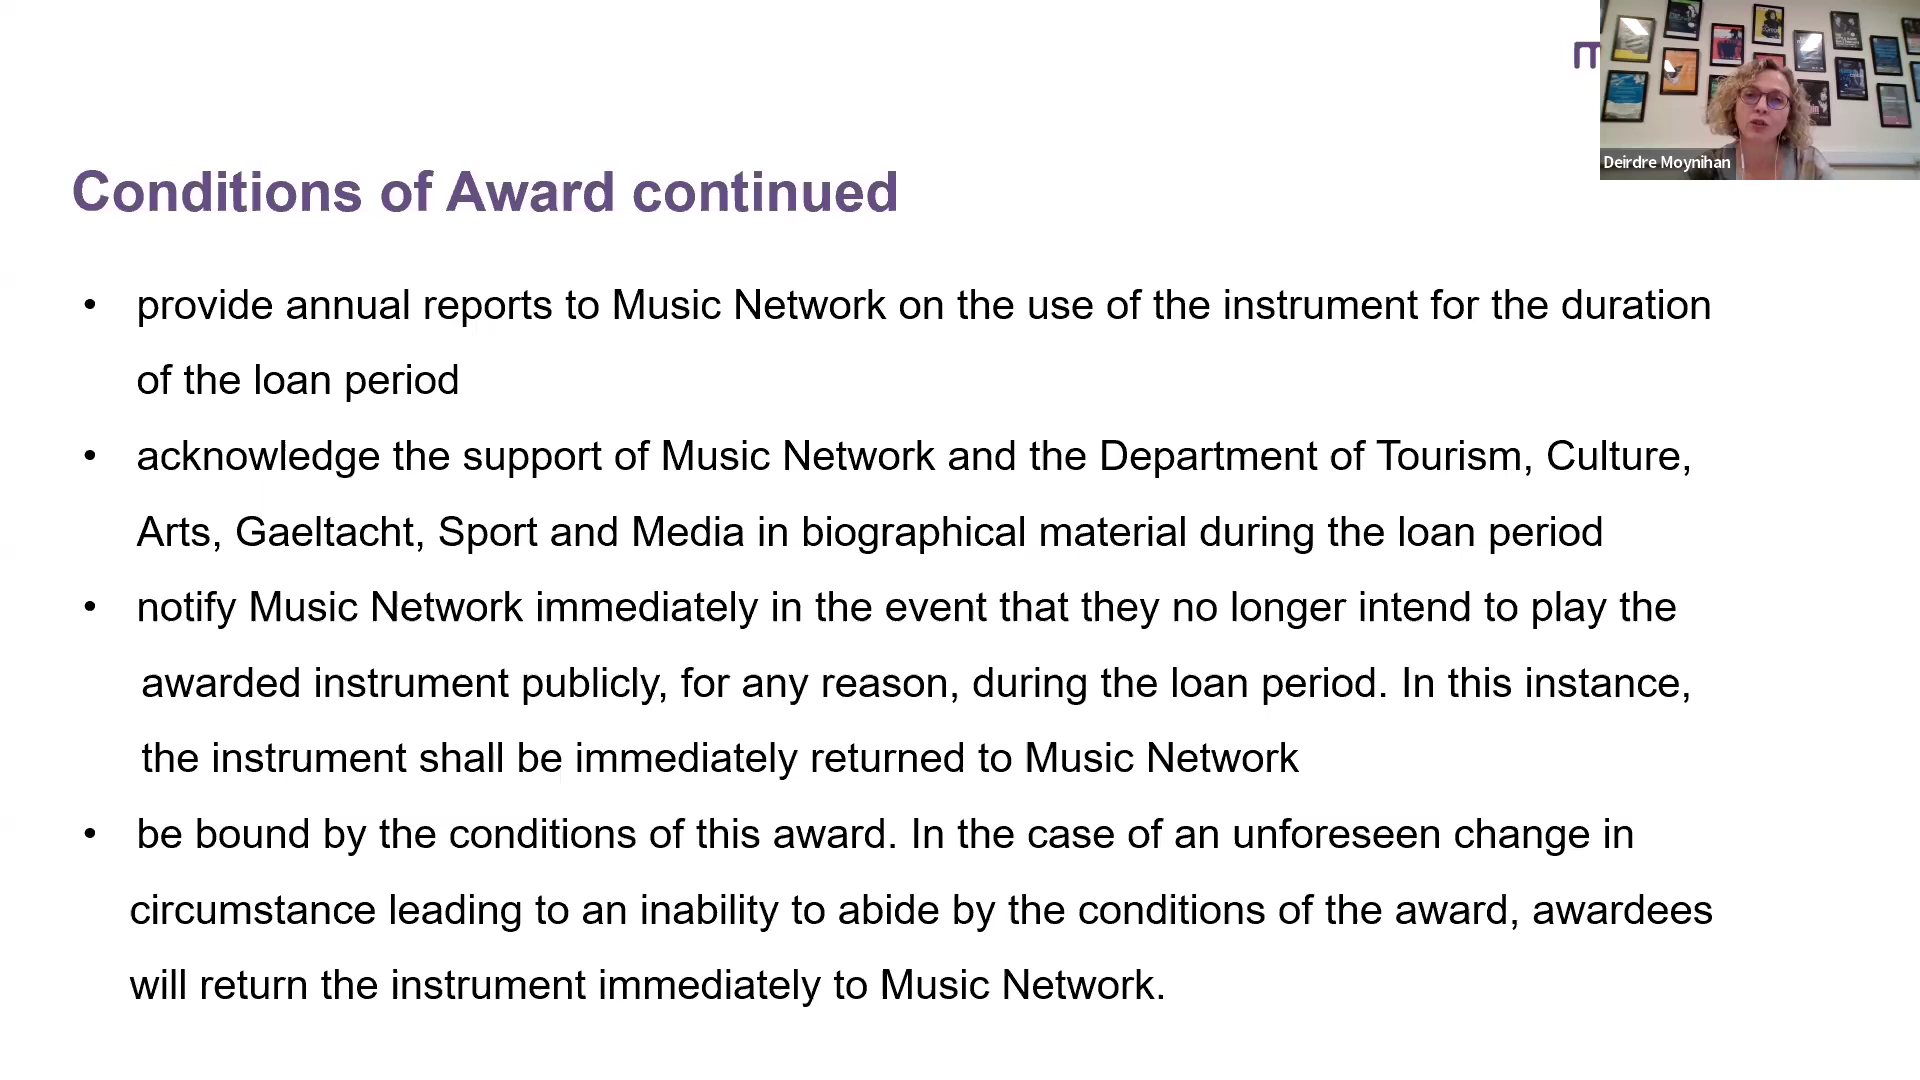 Deirdre Moynihan
Conditions of Award continued
• provide annual reports to Music Network on the use of the instrument for the duration
of the loan period
• acknowledge the support of Music Network and the Department of Tourism, Culture,
Arts, Gaeltacht, Sport and Media in biographical material during the loan period
• notify Music Network immediately in the event that they no longer intend to play the
awarded instrument publicly, for any reason, during the loan period. In this instance,
the instrument shall be immediately returned to Music Network
• be bound by the conditions of this award. In the case of an unforeseen change in
circumstance leading to an inability to abide by the conditions of the award, awardees
will return the instrument immediately to Music Network.